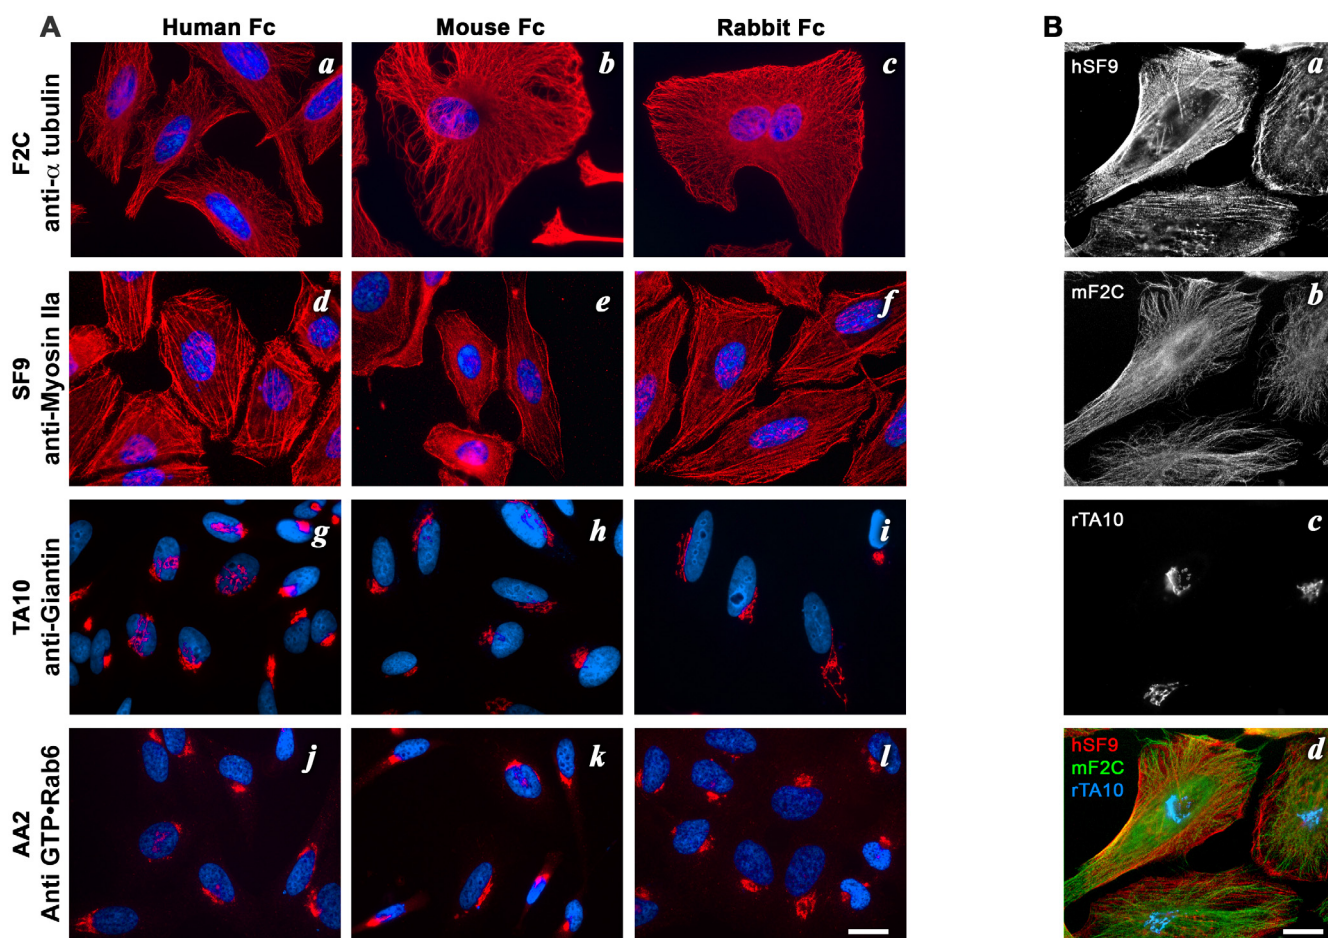 A
Human Fc
Mouse Fc
Rabbit Fc
B
F2C
anti-α tubulin
a
b
c
SF9
anti-Myosin IIa
d
e
f
TA10
anti-Giantin
g
h
i
AA2
Anti GTP•Rab6
j
k
l
hSF9
a
mF2C
b
rTA10
c
hSF9
mF2C
rTA10
d